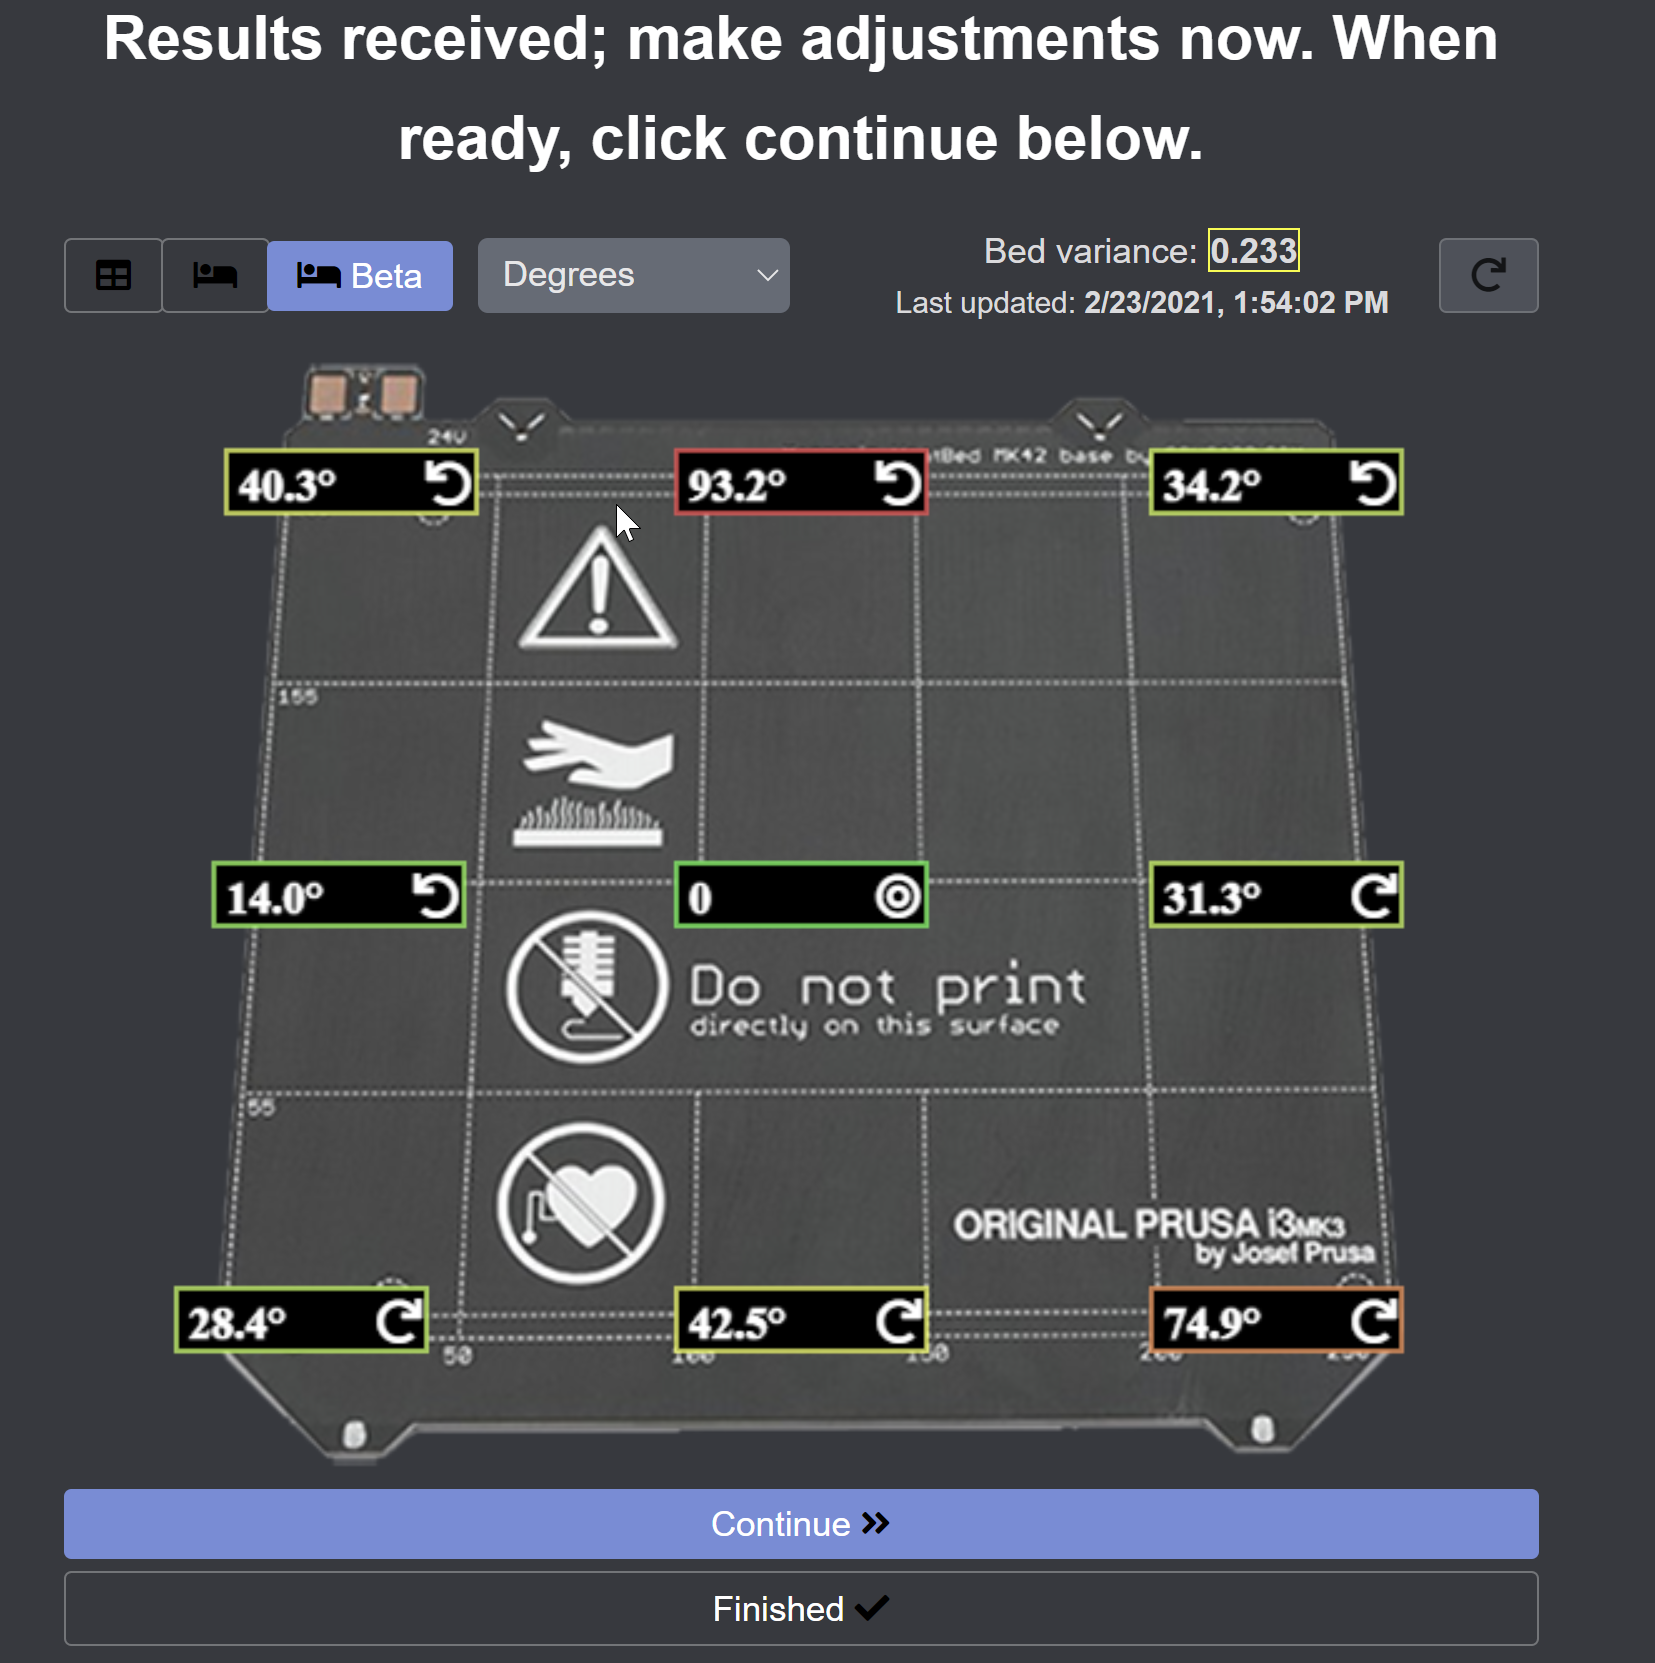 Results received; make adjustments now. When
ready, click continue below.
Beta
Degrees
Bed variance: 0.233
Last updated: 2/23/2021, 1:54:02 PM
24V
MK42 base by
40.3°
93.2°
34.2°
155
14.0°
0
31.3°
Do not print
directly on this surface
55
ORIGINAL PRUSA i3MK3
by Josef Prusa
28.4°
42.5°
74.9°
50
Continue
Finished